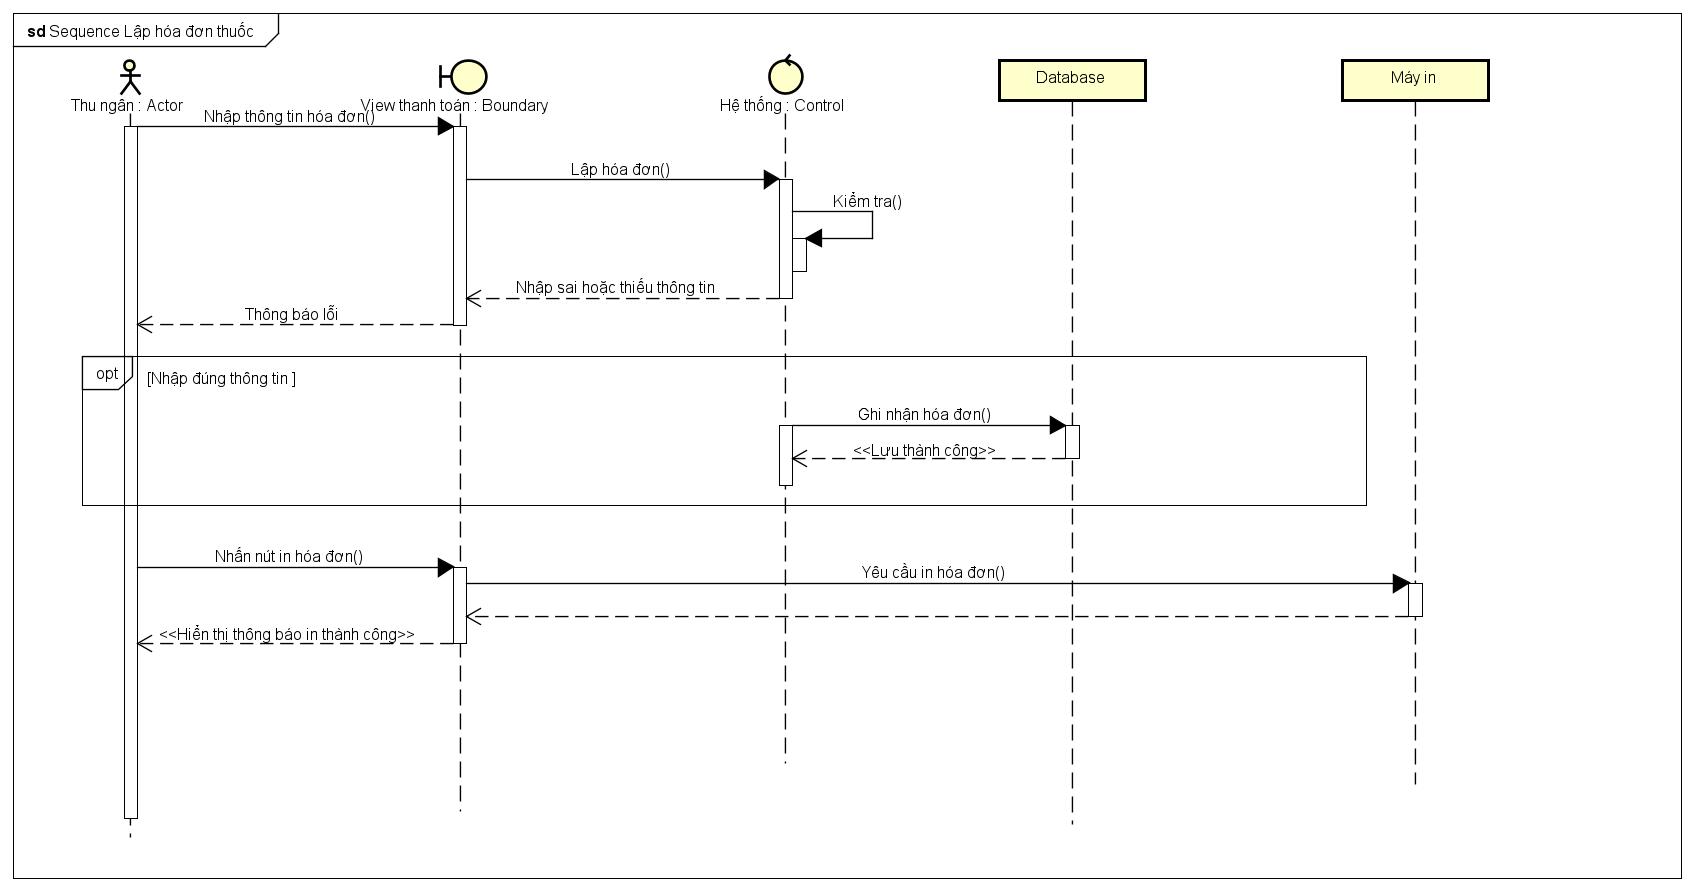 sd Sequence Lập hóa đơn thuốc
Thu ngân : Actor
View thanh toán : Boundary
Hệ thống : Control
Database
Máy in
Nhập thông tin hóa đơn()
Lập hóa đơn()
Kiểm tra()
Nhập sai hoặc thiếu thông tin
Thông báo lỗi
opt
[Nhập đúng thông tin ]
Ghi nhận hóa đơn()
<<Lưu thành công>>
Nhấn nút in hóa đơn()
Yêu cầu in hóa đơn()
<<Hiển thị thông báo in thành công>>